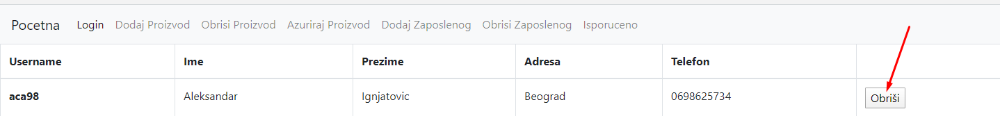 Pocetna Login Dodaj Proizvod Obrisi Proizvod Azuriraj Proizvod Dodaj Zaposlenog Obrisi Zaposlenog Isporuceno
Username Ime Prezime Adresa Telefon
aca98 Aleksandar Ignjatovic Beograd 0698625734 Obriši